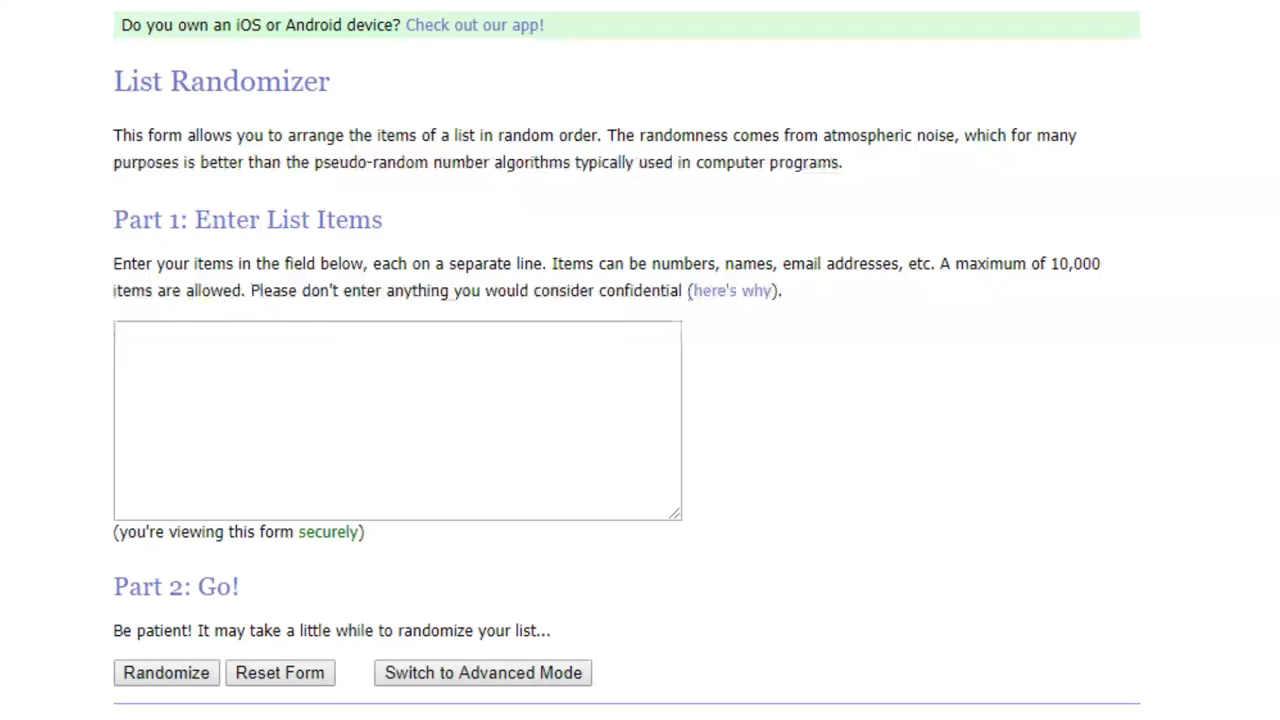 Do you own an iOS or Android device? Check out our app!
List Randomizer
This form allows you to arrange the items of a list in random order. The randomness comes from atmospheric noise, which for many
purposes is better than the pseudo-random number algorithms typically used in computer programs.
Part 1: Enter List Items
Enter your items in the field below, each on a separate line. Items can be numbers, names, email addresses, etc. A maximum of 10,000
items are allowed. Please don't enter anything you would consider confidential (here's why).
(you're viewing this form securely)
Part 2: Go!
Be patient! It may take a little while to randomize your list...
Randomize Reset Form Switch to Advanced Mode